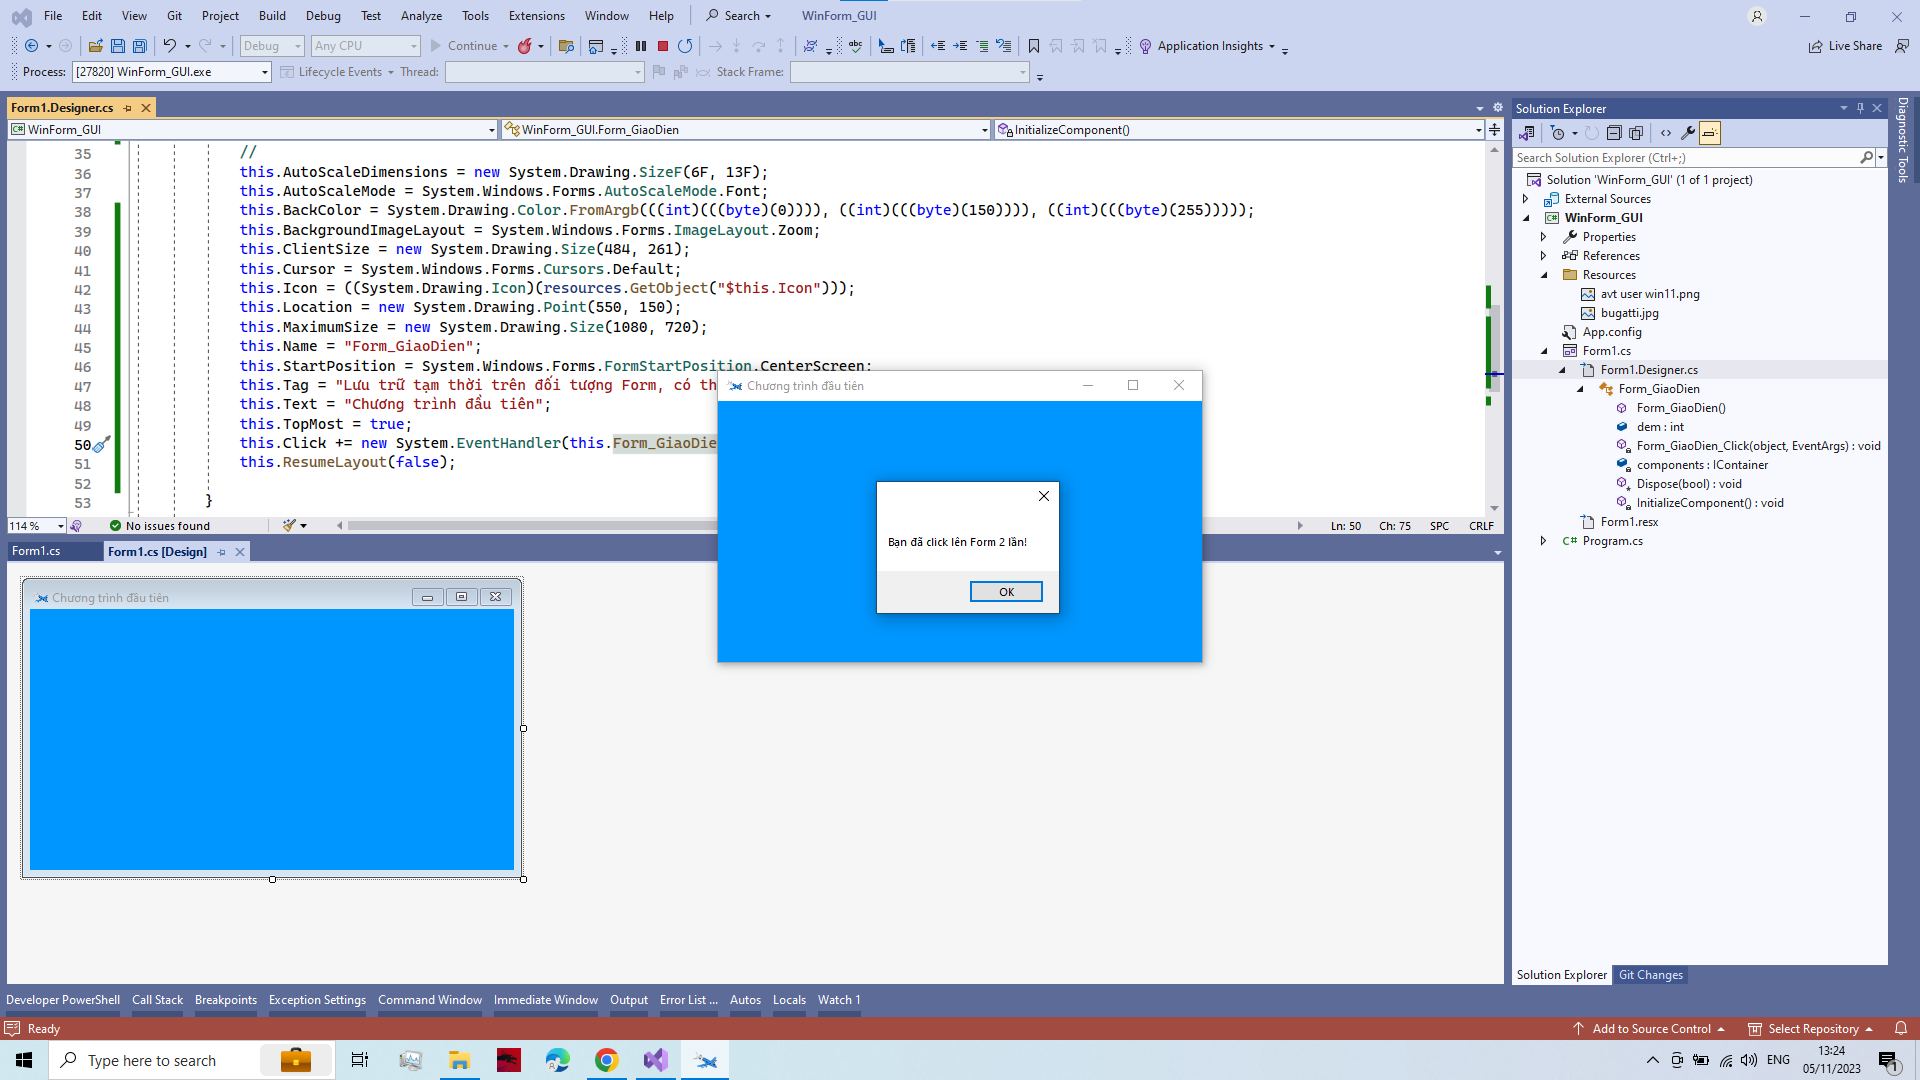 File Edit View Git Project Build Debug Test Analyze Tools Extensions Window Help Search WinForm_GUI
Debug Any CPU Continue Application Insights Live Share
Process: [27820] WinForm_GUI.exe Lifecycle Events Thread: Stack Frame:
Form1.Designer.cs
WinForm_GUI WinForm_GUI.Form_GiaoDien InitializeComponent()
35 //
36 this.AutoScaleDimensions = new System.Drawing.SizeF(6F, 13F);
37 this.AutoScaleMode = System.Windows.Forms.AutoScaleMode.Font;
38 this.BackColor = System.Drawing.Color.FromArgb(((int)(((byte)(0)))), ((int)(((byte)(150)))), ((int)(((byte)(255)))));
39 this.BackgroundImageLayout = System.Windows.Forms.ImageLayout.Zoom;
40 this.ClientSize = new System.Drawing.Size(484, 261);
41 this.Cursor = System.Windows.Forms.Cursors.Default;
42 this.Icon = ((System.Drawing.Icon)(resources.GetObject("$this.Icon")));
43 this.Location = new System.Drawing.Point(550, 150);
44 this.MaximumSize = new System.Drawing.Size(1080, 720);
45 this.Name = "Form_GiaoDien";
46 this.StartPosition = System.Windows.Forms.FormStartPosition.CenterScreen;
47 this.Tag = "Lưu trữ tạm thời trên đối tượng Form, có th
48 this.Text = "Chương trình đầu tiên";
49 this.TopMost = true;
50 this.Click += new System.EventHandler(this.Form_GiaoDie
51 this.ResumeLayout(false);
52
53 }
114 % No issues found Ln: 50 Ch: 75 SPC CRLF
Form1.cs Form1.cs [Design]
Chương trình đầu tiên
Chương trình đầu tiên
Bạn đã click lên Form 2 lần!
OK
Solution Explorer
Search Solution Explorer (Ctrl+;)
Solution 'WinForm_GUI' (1 of 1 project)
External Sources
WinForm_GUI
Properties
References
Resources
avt user win11.png
bugatti.jpg
App.config
Form1.cs
Form1.Designer.cs
Form_GiaoDien
Form_GiaoDien()
dem : int
Form_GiaoDien_Click(object, EventArgs) : void
components : IContainer
Dispose(bool) : void
InitializeComponent() : void
Form1.resx
C# Program.cs
Solution Explorer Git Changes
Diagnostic Tools
Developer PowerShell Call Stack Breakpoints Exception Settings Command Window Immediate Window Output Error List ... Autos Locals Watch 1
Ready Add to Source Control Select Repository
Type here to search
ENG
13:24
05/11/2023
1